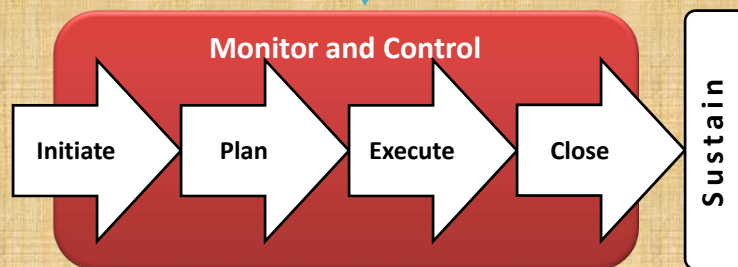 Monitor and Control
Initiate
Plan
Execute
Close
Sustain